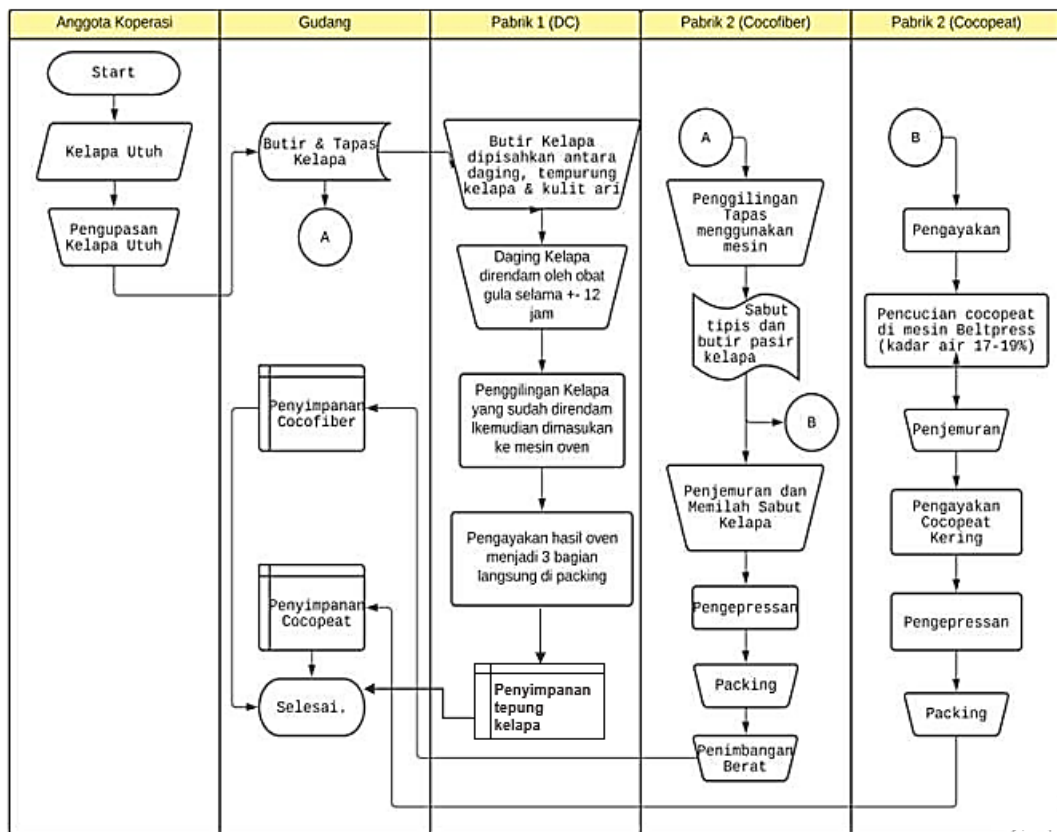 Anggota Koperasi
Gudang
Pabrik 1 (DC)
Pabrik 2 (Cocofiber)
Pabrik 2 (Cocopeat)
Start
Kelapa Utuh
Pengupasan
Kelapa Utuh
Butir & Tapas
Kelapa
A
Penyimpanan
Cocofiber
Penyimpanan
Cocopeat
Selesai.
Butir Kelapa
dipisahkan antara
daging, tempurung
kelapa & kulit ari
Daging Kelapa
direndam oleh obat
gula selama +- 12
jam
Penggilingan Kelapa
yang sudah direndam
lkemudian dimasukan
ke mesin oven
Pengayakan hasil oven
menjadi 3 bagian
langsung di packing
Penyimpanan
tepung
kelapa
A
Penggilingan
Tapas
menggunakan
mesin
Sabut
tipis dan
butir pasir
kelapa
B
Penjemuran dan
Memilah Sabut
Kelapa
Pengepressan
Packing
Penimbangan
Berat
B
Pengayakan
Pencucian cocopeat
di mesin Beltpress
(kadar air 17-19%)
Penjemuran
Pengayakan
Cocopeat
Kering
Pengepressan
Packing